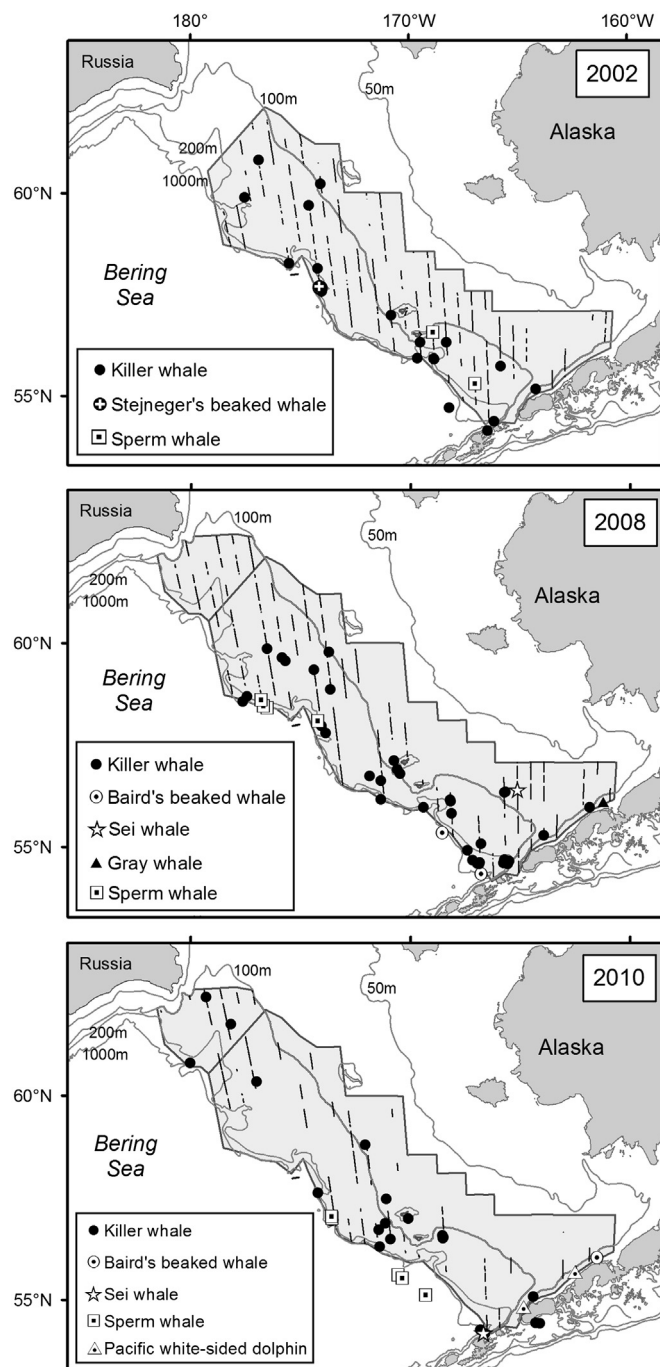 180° 170°W 160°W
Russia
2002
50m
100m
Alaska
200m
1000m
60°N
Bering
Sea
Killer whale
Stejneger's beaked whale
Sperm whale
55°N
Russia
100m
2008
50m
200m
1000m
Alaska
60°N
Bering
Sea
Killer whale
Baird's beaked whale
Sei whale
Gray whale
Sperm whale
55°N
Russia
100m
2010
50m
200m
1000m
Alaska
60°N
Bering
Sea
Killer whale
Baird's beaked whale
Sei whale
Sperm whale
Pacific white-sided dolphin
55°N